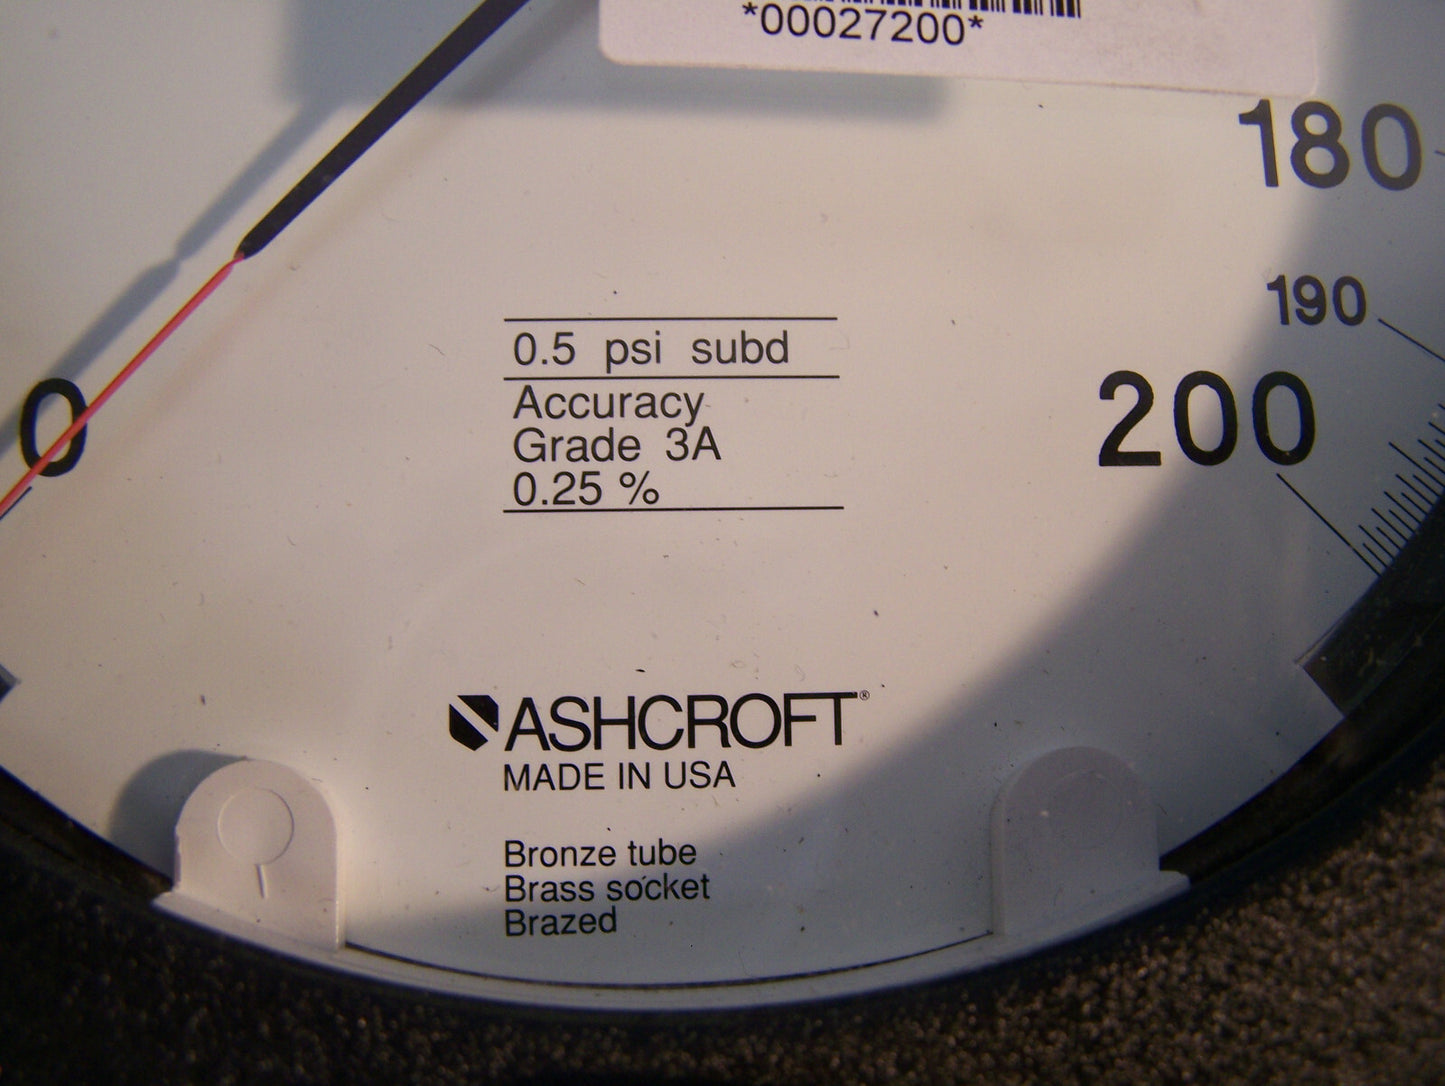 *00027200*
180
190
0
200
0.5 psi subd
Accuracy
Grade 3A
0.25 %
ASHCROFT®
MADE IN USA
Bronze tube
Brass socket
Brazed